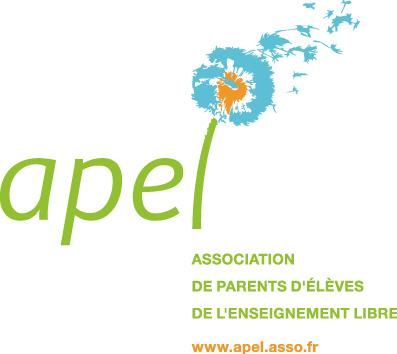 apel
ASSOCIATION
DE PARENTS D'ÉLÈVES
DE L'ENSEIGNEMENT LIBRE
www.apel.asso.fr